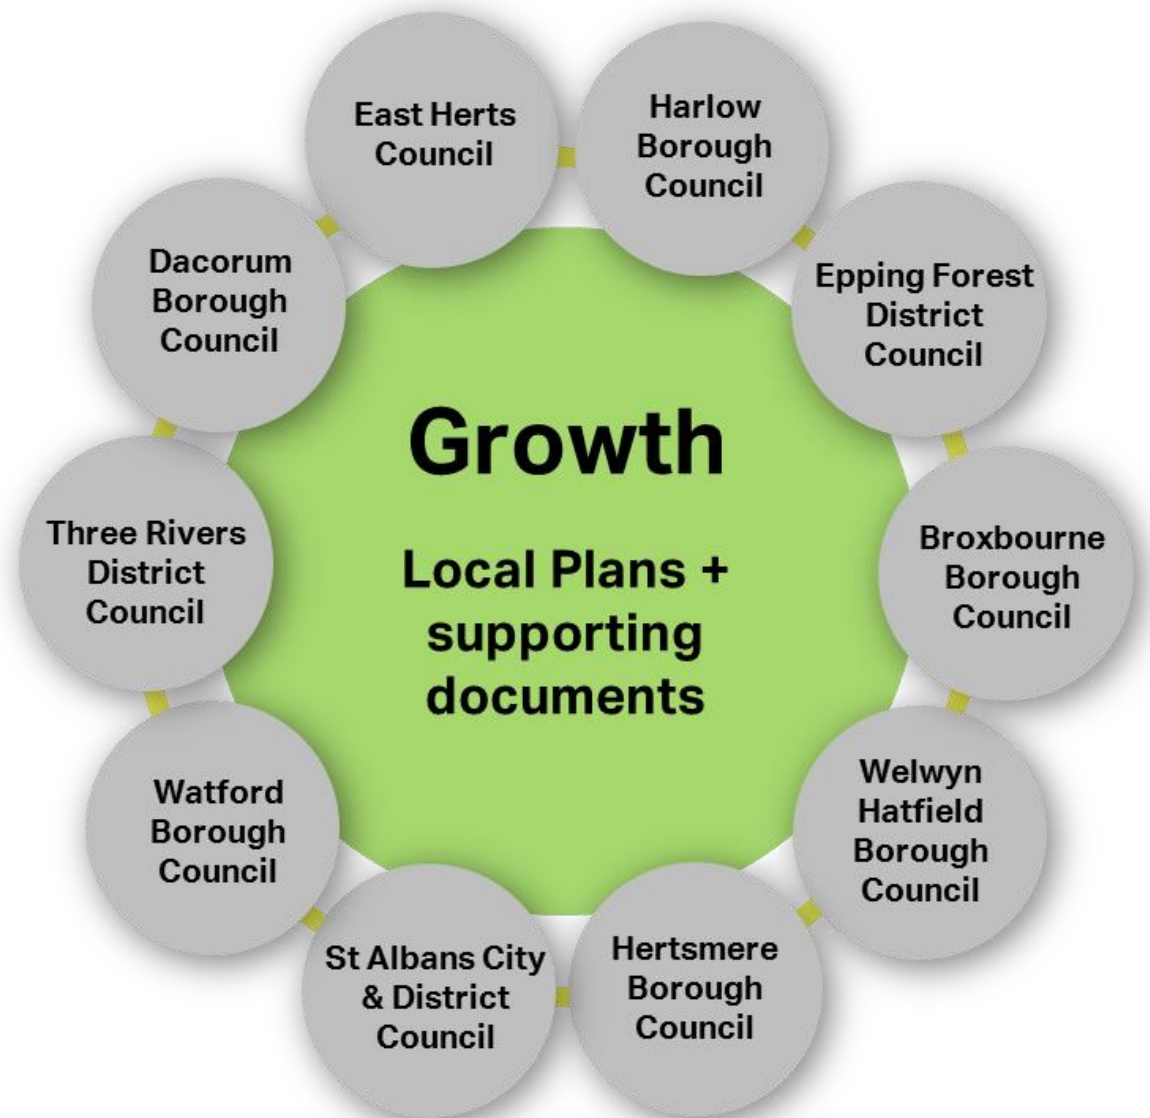 East Herts
Council
Harlow
Borough
Council
Epping Forest
District
Council
Broxbourne
Borough
Council
Welwyn
Hatfield
Borough
Council
Hertsmere
Borough
Council
St Albans City
& District
Council
Watford
Borough
Council
Three Rivers
District
Council
Dacorum
Borough
Council
Growth
Local Plans +
supporting
documents